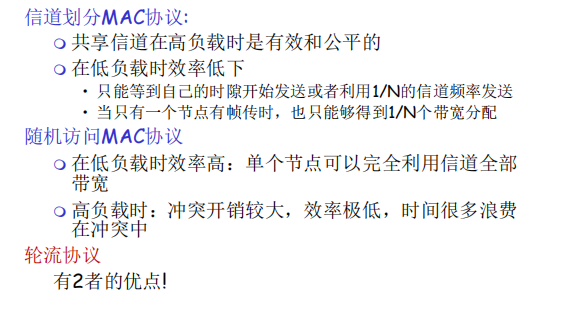 信道划分MAC协议:
共享信道在高负载时是有效和公平的
在低负载时效率低下
• 只能等到自己的时隙开始发送或者利用1/N的信道频率发送
• 当只有一个节点有帧传时，也只能够得到1/N个带宽分配
随机访问MAC协议
在低负载时效率高：单个节点可以完全利用信道全部
带宽
高负载时：冲突开销较大，效率极低，时间很多浪费
在冲突中
轮流协议
有2者的优点!